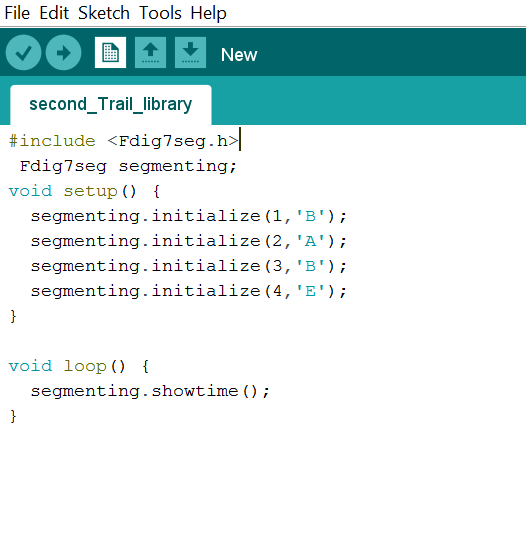 File Edit Sketch Tools Help
New
second_Trail_library
#include <Fdig7seg.h>
Fdig7seg segmenting;
void setup() {
segmenting.initialize(1,'B');
segmenting.initialize(2,'A');
segmenting.initialize(3,'B');
segmenting.initialize(4,'E');
}
void loop() {
segmenting.showtime();
}